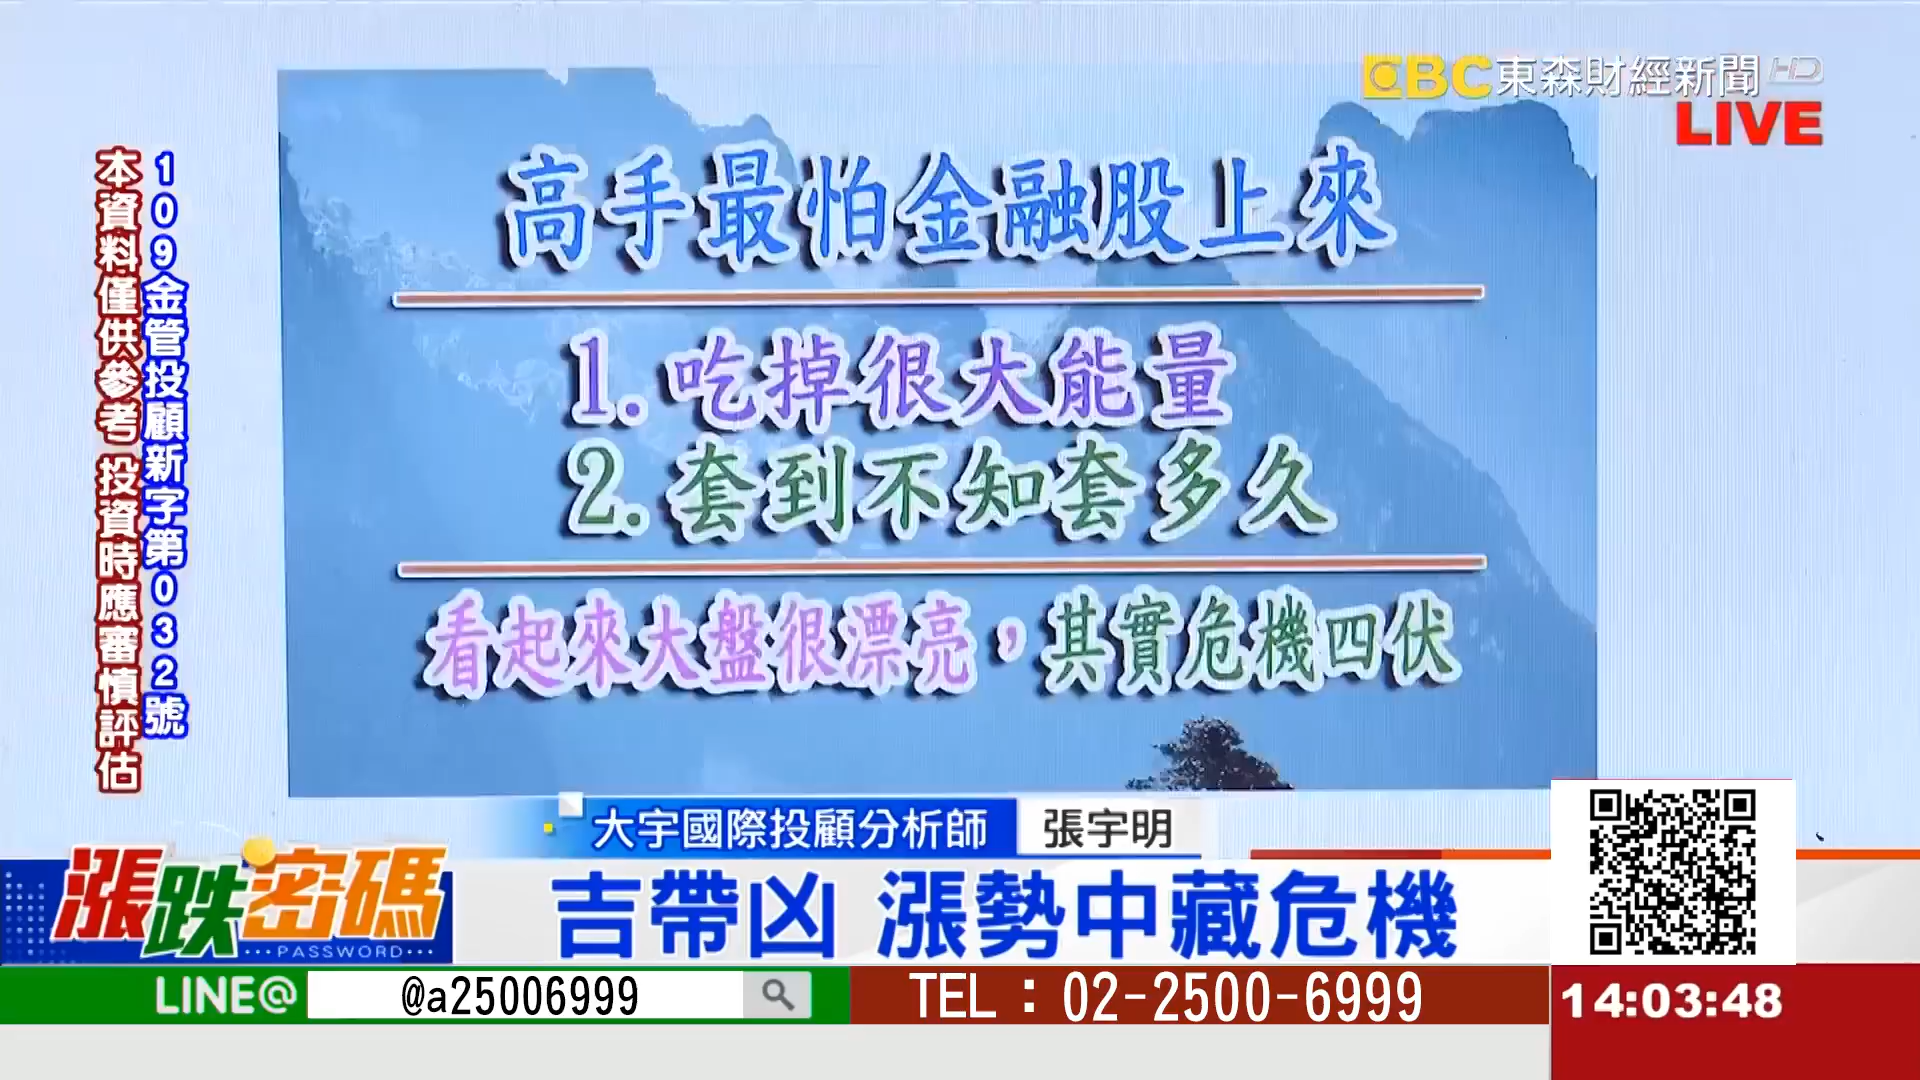 EBC 東森財經新聞 HD
LIVE
109金管投顧新字第032號
本資料僅供參考 投資時應審慎評估
高手最怕金融股上來
1.吃掉很大能量
2.套到不知套多久
看起來大盤很漂亮，其實危機四伏
大宇國際投顧分析師 張宇明
漲跌密碼
PASSWORD
吉帶凶 漲勢中藏危機
LINE@ @a25006999
TEL：02-2500-6999
14:03:48